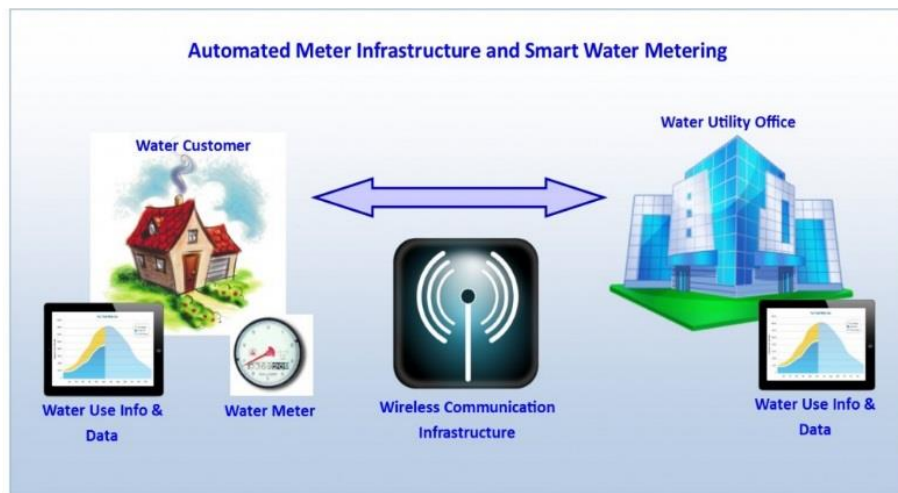 Automated Meter Infrastructure and Smart Water Metering
Water Utility Office
Water Customer
Water Use Info &
Data
Water Meter
Wireless Communication
Infrastructure
Water Use Info &
Data